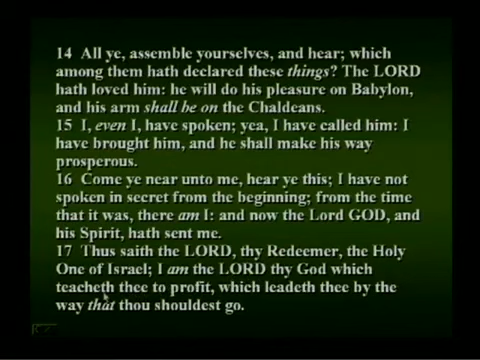 14 All ye, assemble yourselves, and hear; which
among them hath declared these things? The LORD
hath loved him: he will do his pleasure on Babylon,
and his arm shall be on the Chaldeans.
15 I, even I, have spoken; yea, I have called him: I
have brought him, and he shall make his way
prosperous.
16 Come ye near unto me, hear ye this; I have not
spoken in secret from the beginning; from the time
that it was, there am I: and now the Lord GOD, and
his Spirit, hath sent me.
17 Thus saith the LORD, thy Redeemer, the Holy
One of Israel; I am the LORD thy God which
teacheth thee to profit, which leadeth thee by the
way that thou shouldest go.